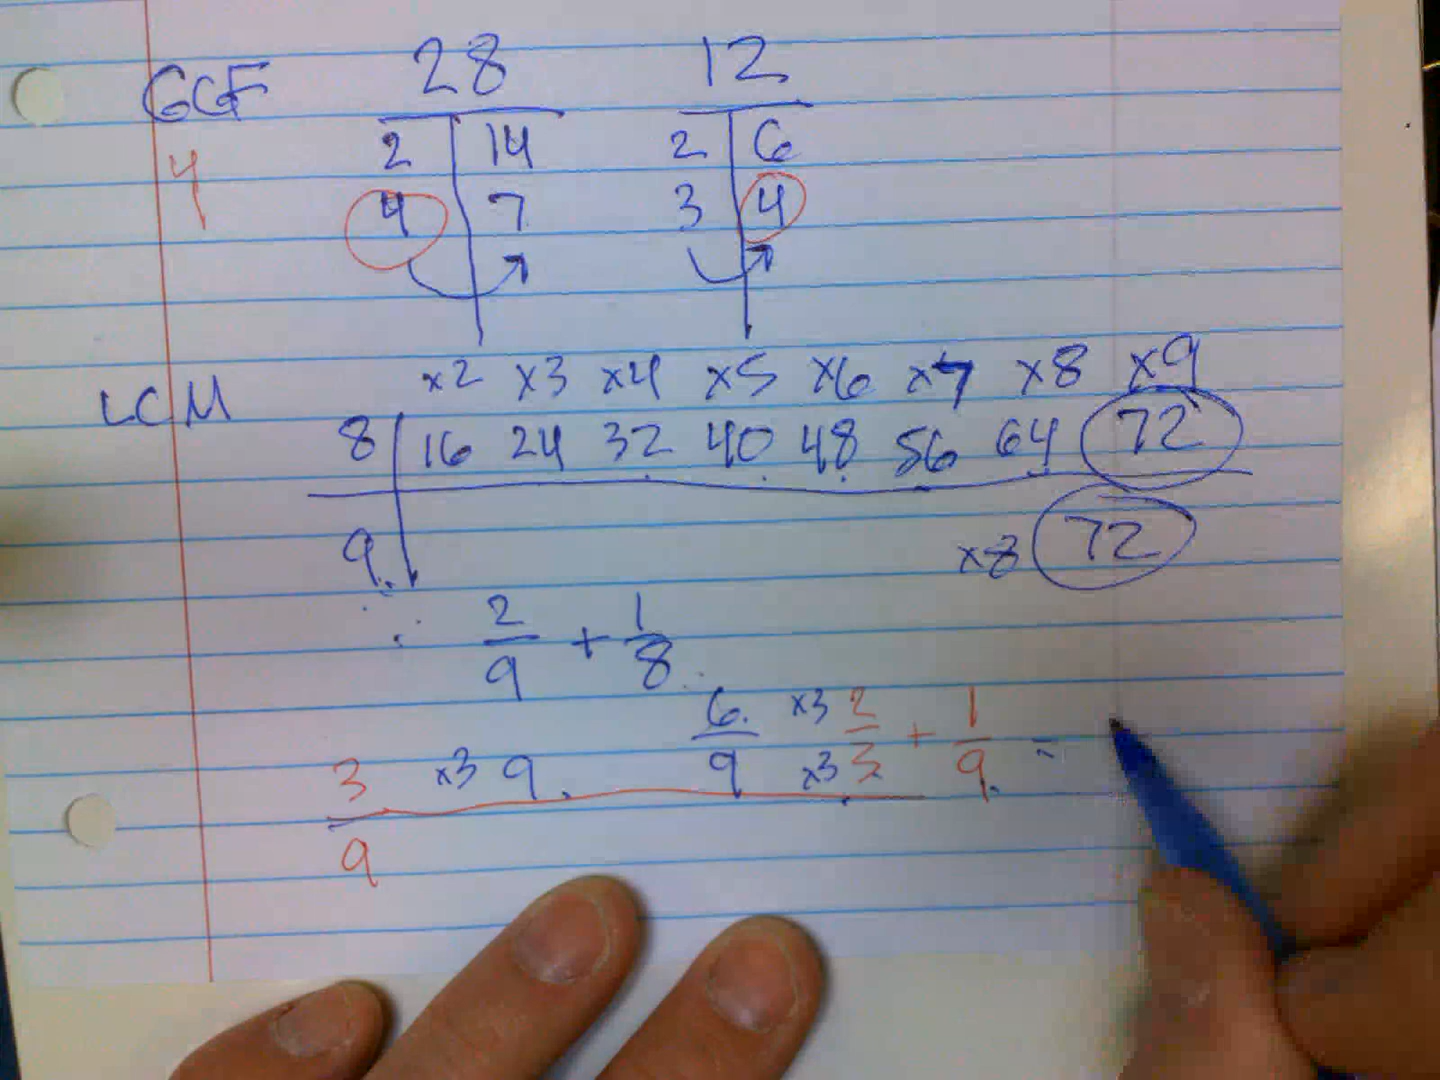 GCF 28 12
2 14 2 6
4 4 7 3 4
LCM x2 x3 x4 x5 x6 x7 x8 x9
8 16 24 32 40 48 56 64 72
9 x8 72
2/9 + 1/8
3 x3 9 6/9 x3 2/x3 3 + 1/9 =
9